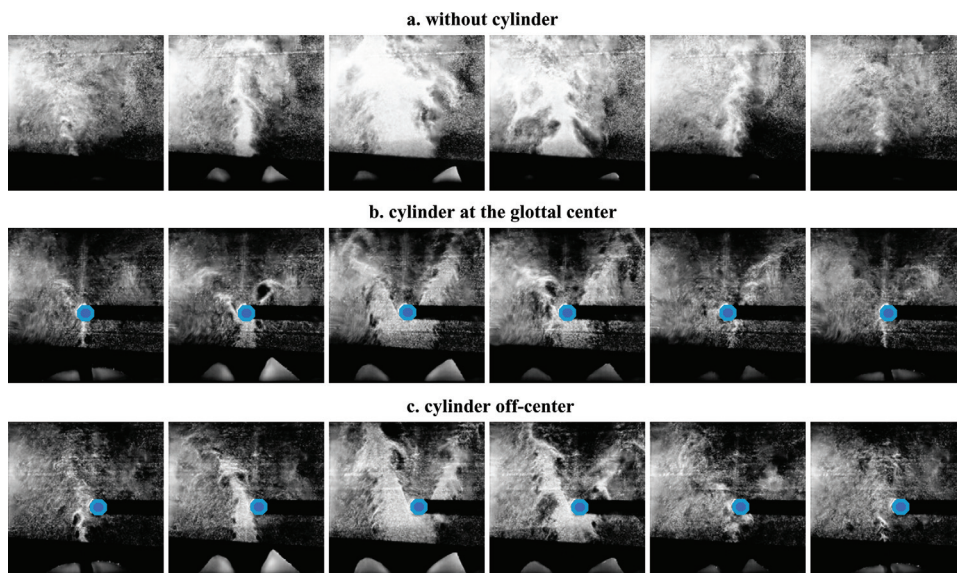 a. without cylinder
b. cylinder at the glottal center
c. cylinder off-center